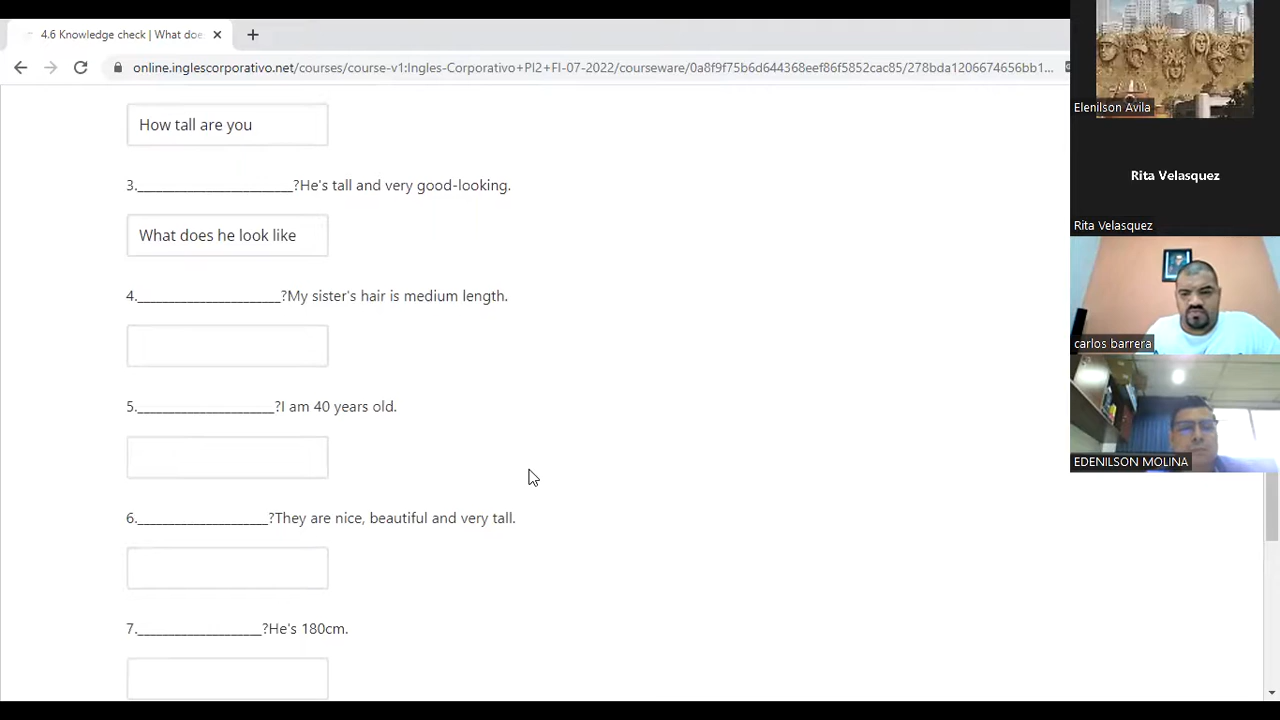 4.6 Knowledge check | What doe
online.inglescorporativo.net/courses/course-v1:Ingles-Corporativo+PI2+FI-07-2022/courseware/0a8f9f75b6d644368eef86f5852cac85/278bda1206674656bb1...
How tall are you
3.______________________?He's tall and very good-looking.
What does he look like
4.____________________?My sister's hair is medium length.
5.___________________?I am 40 years old.
6.__________________?They are nice, beautiful and very tall.
7._________________?He's 180cm.
Elenilson Avila
Rita Velasquez
Rita Velasquez
carlos barrera
EDENILSON MOLINA